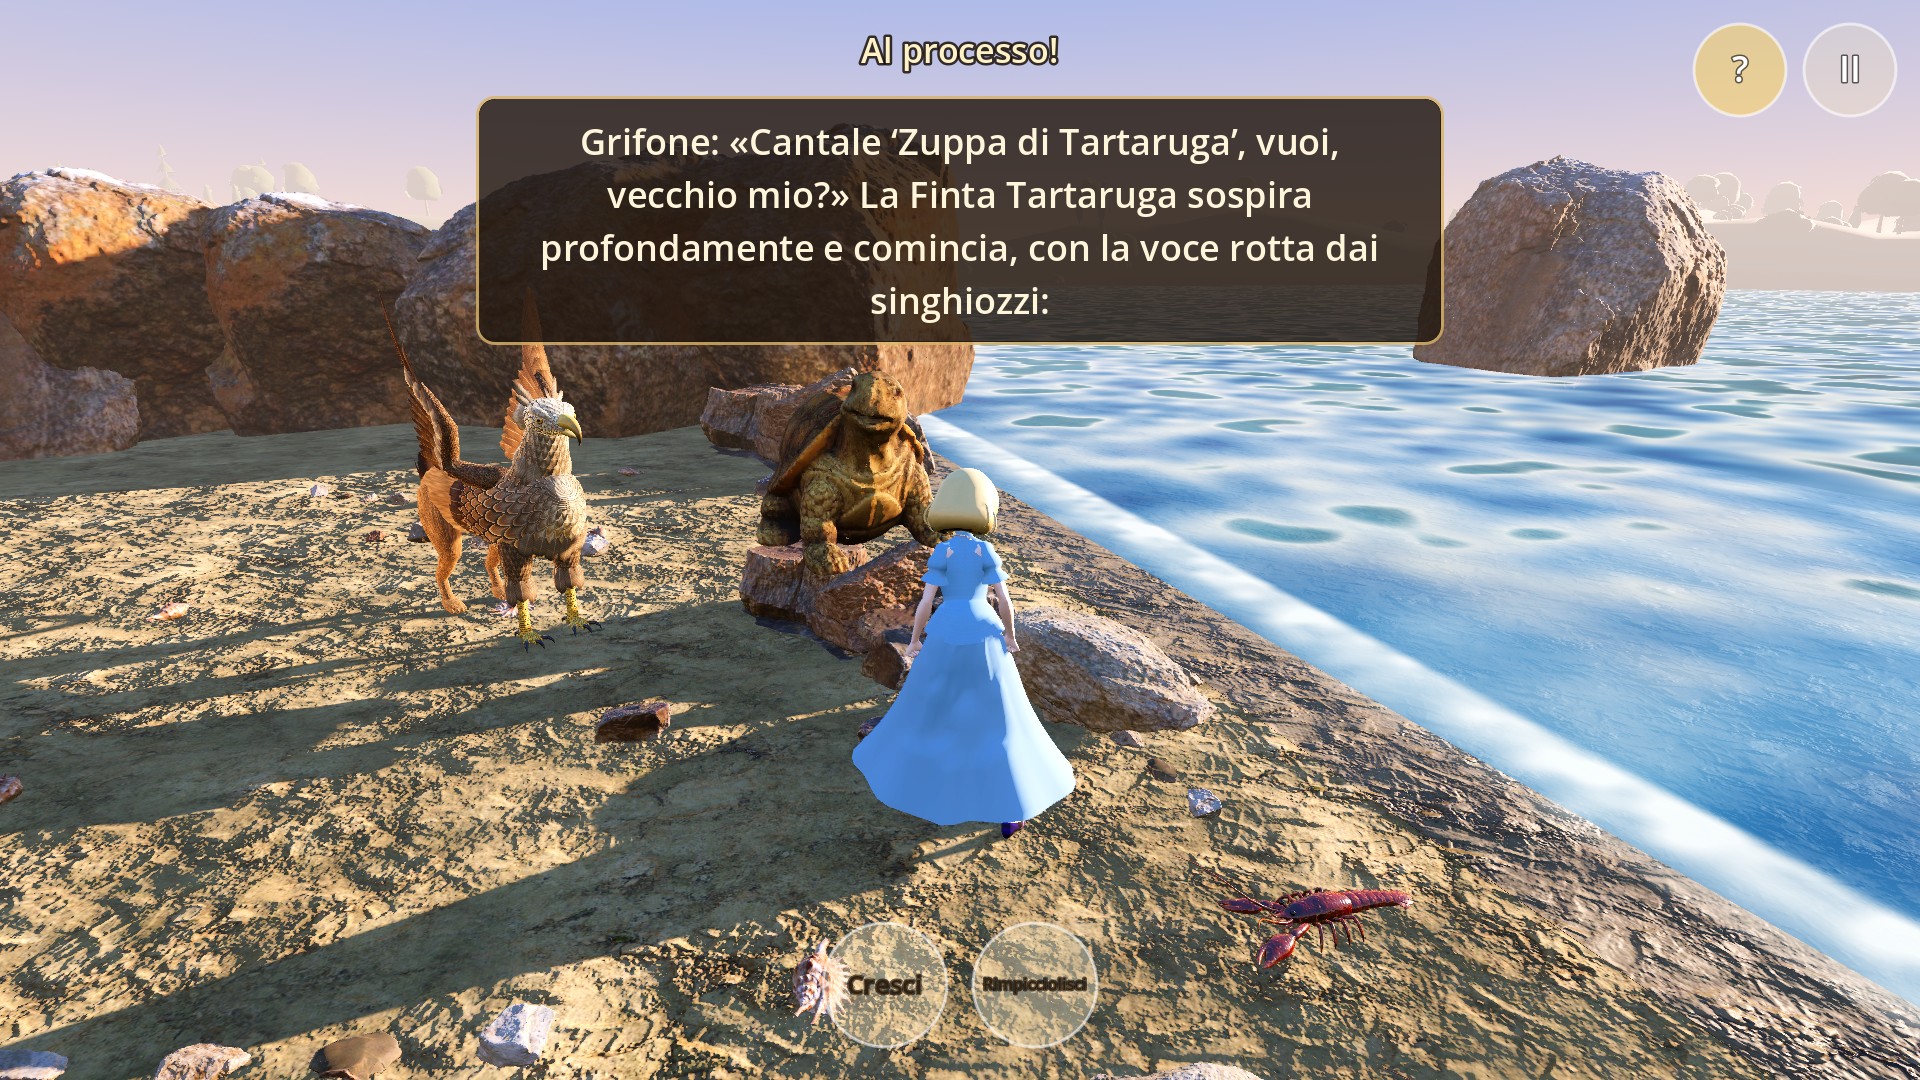 Al processo!
?
Grifone: «Cantale ‘Zuppa di Tartaruga’, vuoi,
vecchio mio?» La Finta Tartaruga sospira
profondamente e comincia, con la voce rotta dai
singhiozzi:
Cresci
Rimpicciolisci